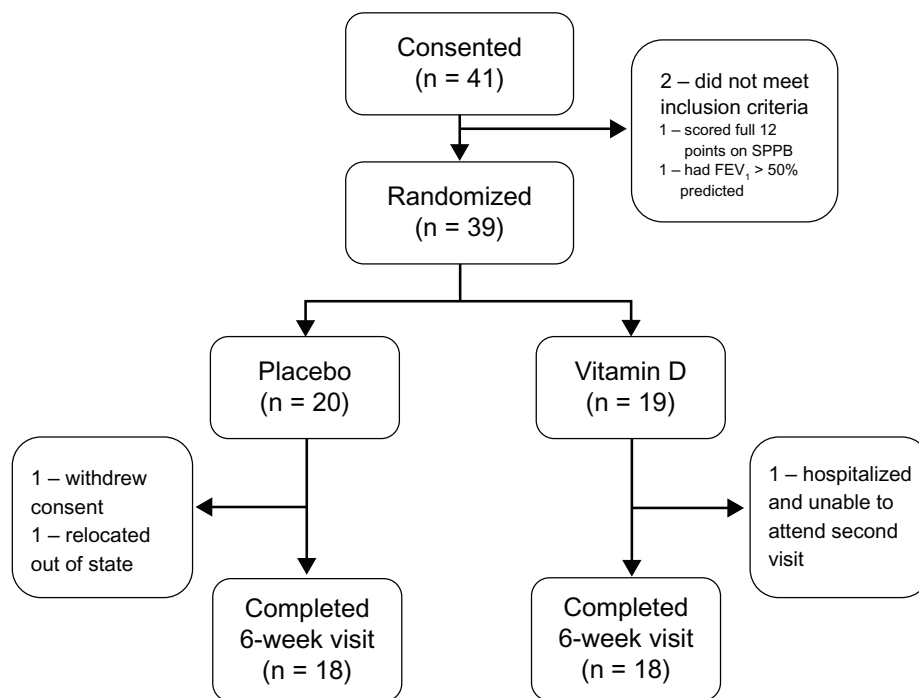 Consented
(n = 41)
2 – did not meet
inclusion criteria
1 – scored full 12
points on SPPB
1 – had FEV₁ > 50%
predicted
Randomized
(n = 39)
Placebo
(n = 20)
Vitamin D
(n = 19)
1 – withdrew
consent
1 – relocated
out of state
1 – hospitalized
and unable to
attend second
visit
Completed
6-week visit
(n = 18)
Completed
6-week visit
(n = 18)